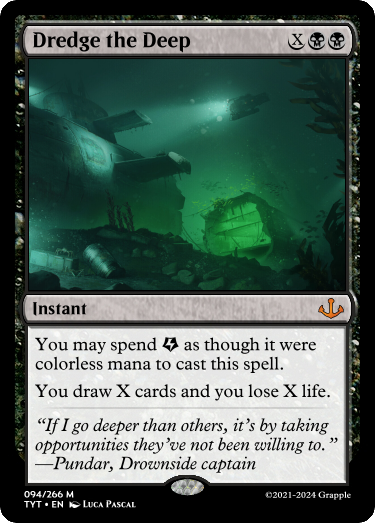 Dredge the Deep X
Instant
You may spend as though it were
colorless mana to cast this spell.
You draw X cards and you lose X life.
“If I go deeper than others, it’s by taking
opportunities they’ve not been willing to.”
—Pundar, Drownside captain
094/266 M
TYT • EN Luca Pascal
©2021-2024 Grapple